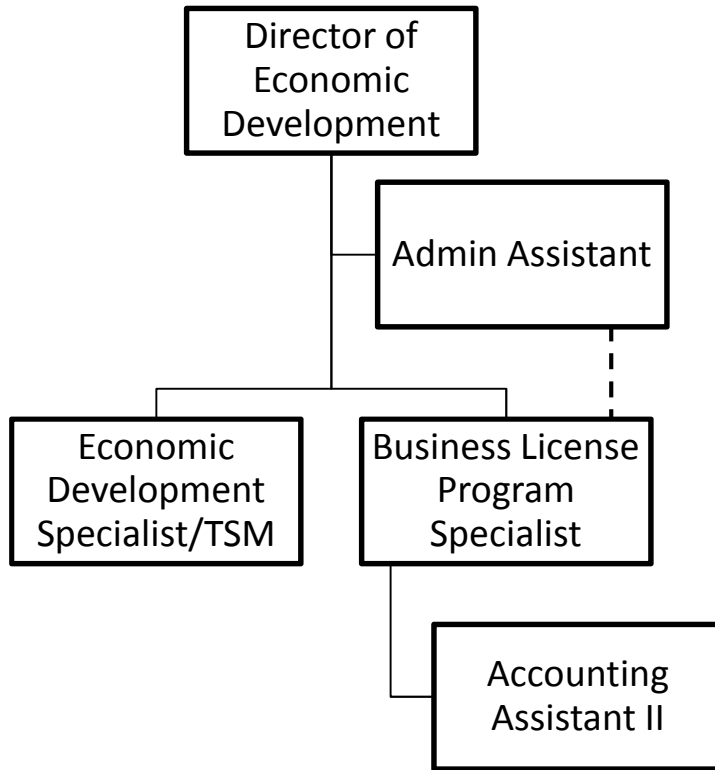 Director of
Economic
Development
Admin Assistant
Economic
Development
Specialist/TSM
Business License
Program
Specialist
Accounting
Assistant II